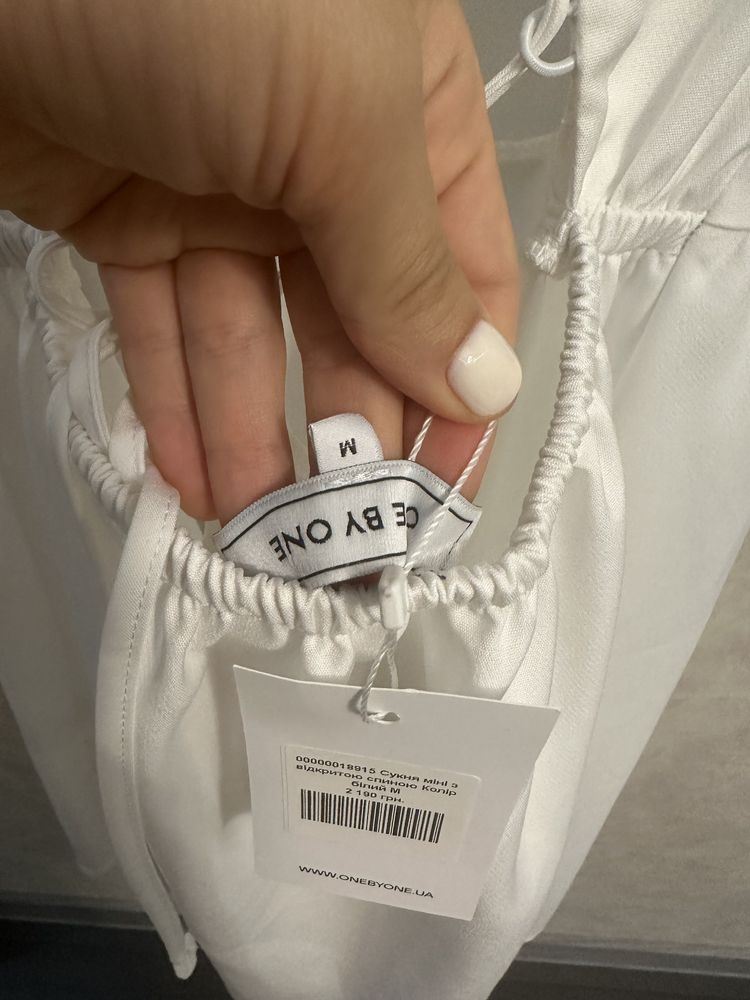 M
CE BY ONE
00000018915 Сукня міні з
відкритою спиною Колір
білий M
2 190 грн.
WWW.ONEBYONE.UA